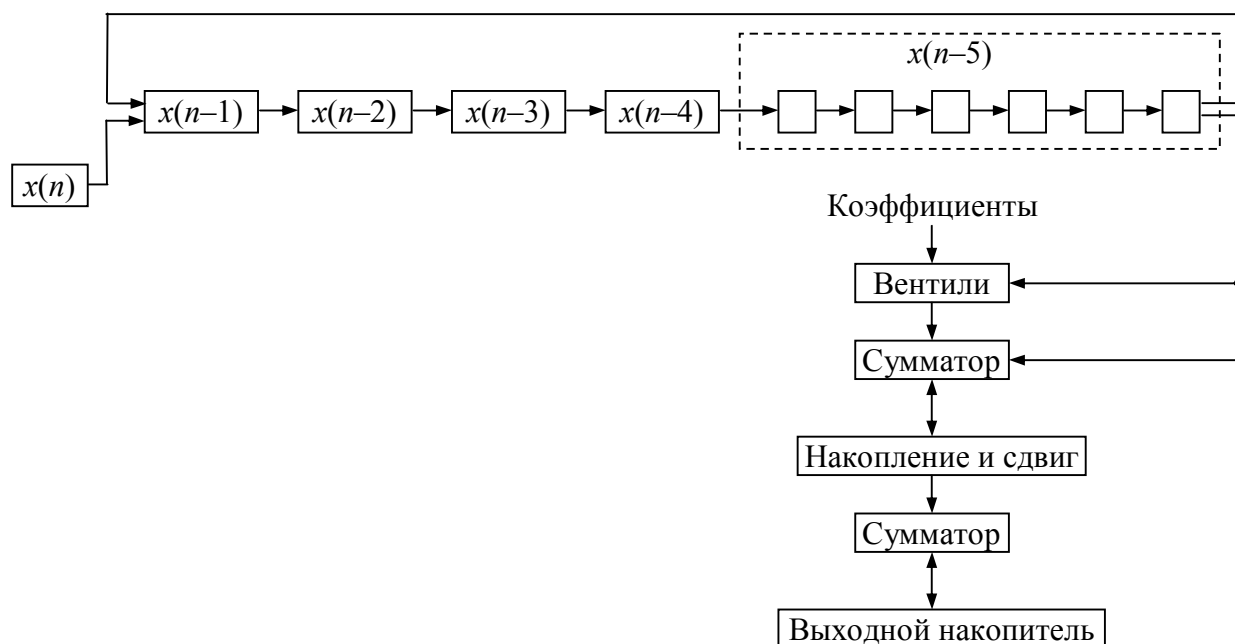 x(n–5)
x(n–1)
x(n–2)
x(n–3)
x(n–4)
x(n)
Коэффициенты
Вентили
Сумматор
Накопление и сдвиг
Сумматор
Выходной накопитель